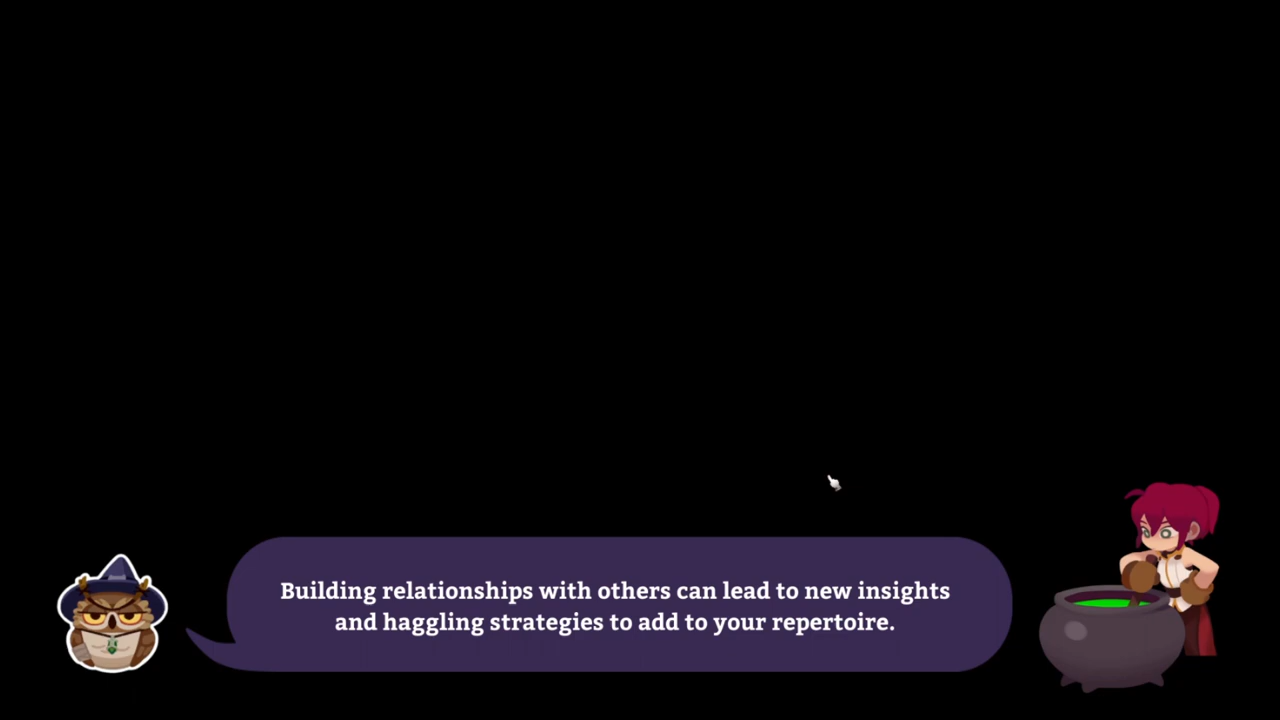 Building relationships with others can lead to new insights
and haggling strategies to add to your repertoire.